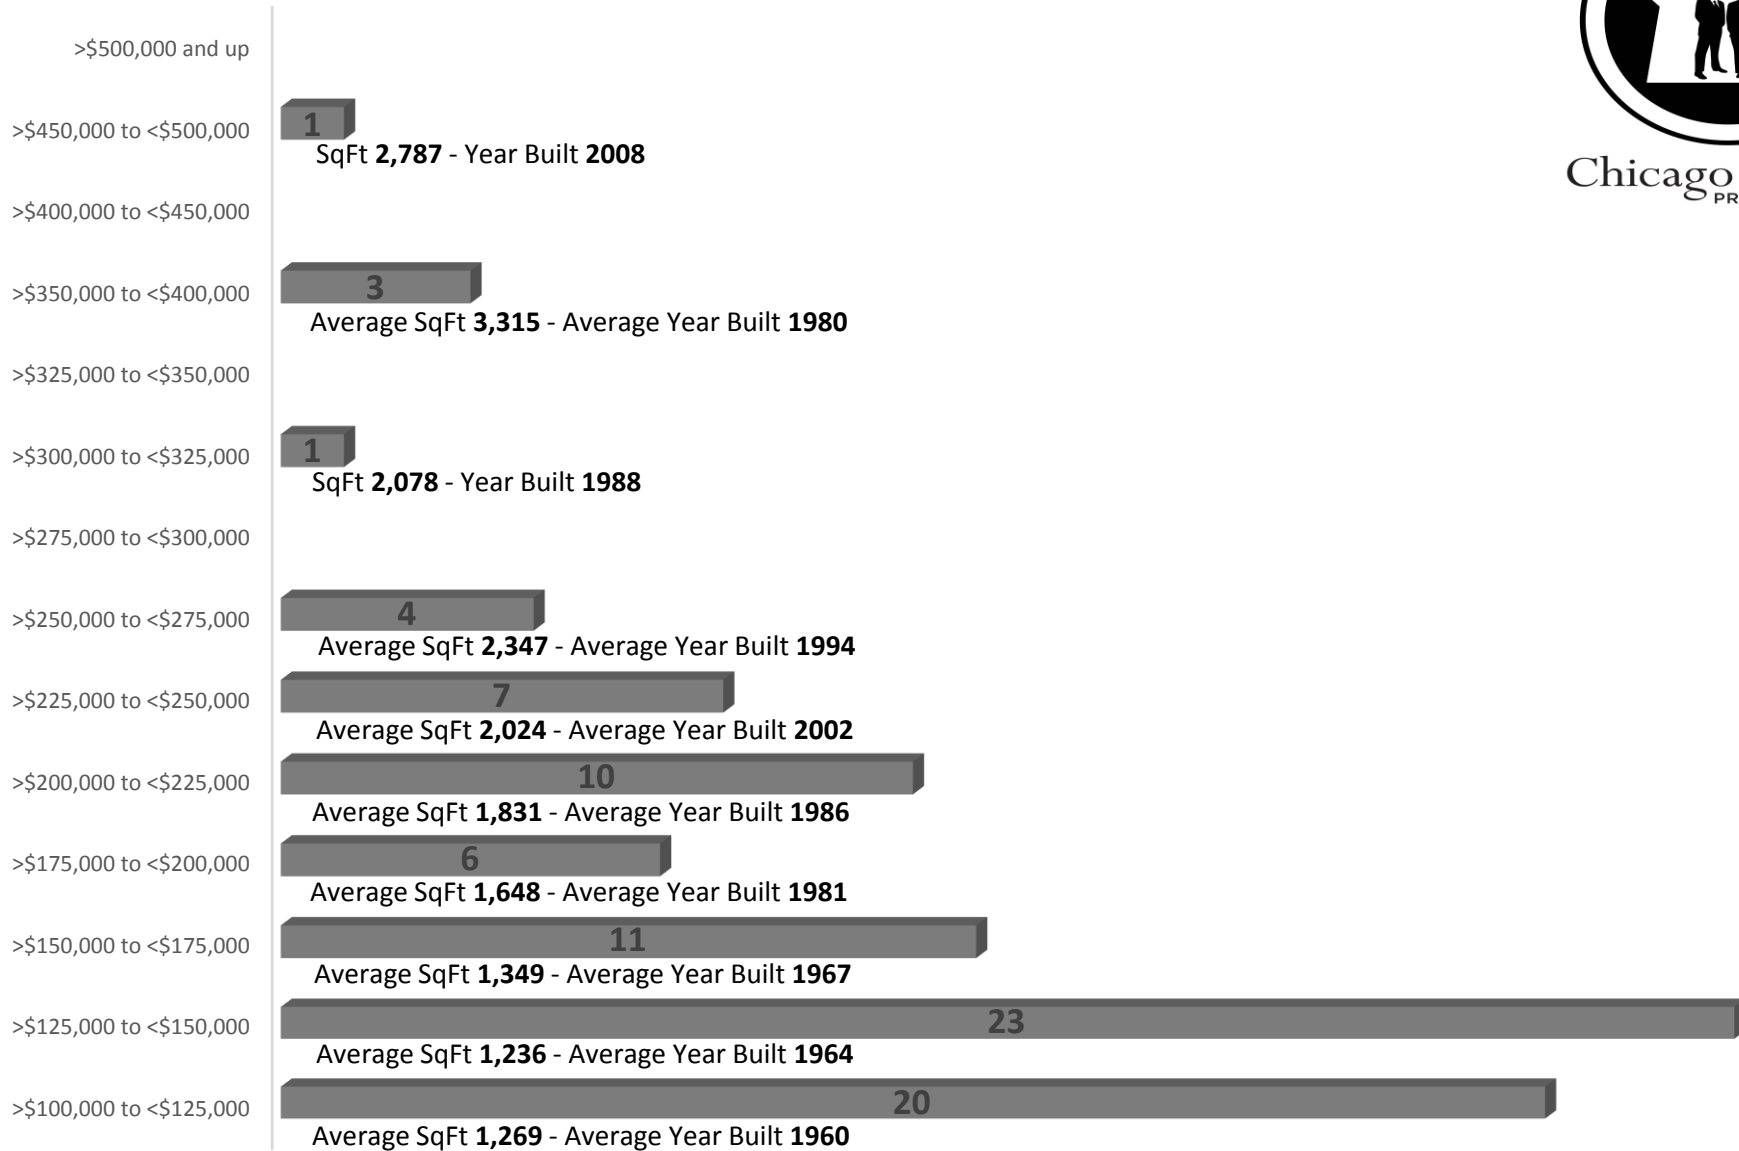 >$500,000 and up
>$450,000 to <$500,000
1
SqFt 2,787 - Year Built 2008
Chicago
PR
>$400,000 to <$450,000
>$350,000 to <$400,000
3
Average SqFt 3,315 - Average Year Built 1980
>$325,000 to <$350,000
>$300,000 to <$325,000
1
SqFt 2,078 - Year Built 1988
>$275,000 to <$300,000
>$250,000 to <$275,000
4
Average SqFt 2,347 - Average Year Built 1994
>$225,000 to <$250,000
7
Average SqFt 2,024 - Average Year Built 2002
>$200,000 to <$225,000
10
Average SqFt 1,831 - Average Year Built 1986
>$175,000 to <$200,000
6
Average SqFt 1,648 - Average Year Built 1981
>$150,000 to <$175,000
11
Average SqFt 1,349 - Average Year Built 1967
>$125,000 to <$150,000
23
Average SqFt 1,236 - Average Year Built 1964
>$100,000 to <$125,000
20
Average SqFt 1,269 - Average Year Built 1960